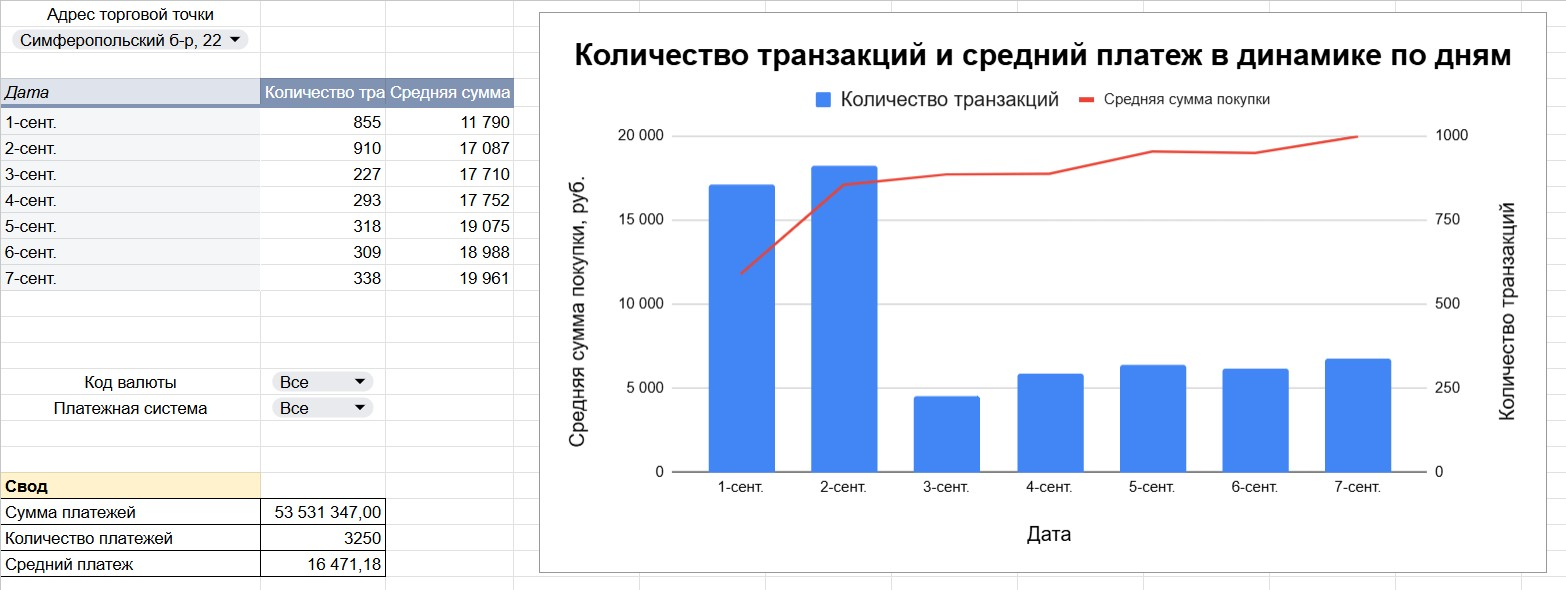 Адрес торговой точки
Симферопольский б-р, 22
Дата Количество тра Средняя сумма
1-сент. 855 11 790
2-сент. 910 17 087
3-сент. 227 17 710
4-сент. 293 17 752
5-сент. 318 19 075
6-сент. 309 18 988
7-сент. 338 19 961
Код валюты Все
Платежная система Все
Свод
Сумма платежей 53 531 347,00
Количество платежей 3250
Средний платеж 16 471,18
Количество транзакций и средний платеж в динамике по дням
Количество транзакций Средняя сумма покупки
Средняя сумма покупки, руб.
20 000
15 000
10 000
5 000
0
1000
750
500
250
0
Количество транзакций
1-сент. 2-сент. 3-сент. 4-сент. 5-сент. 6-сент. 7-сент.
Дата